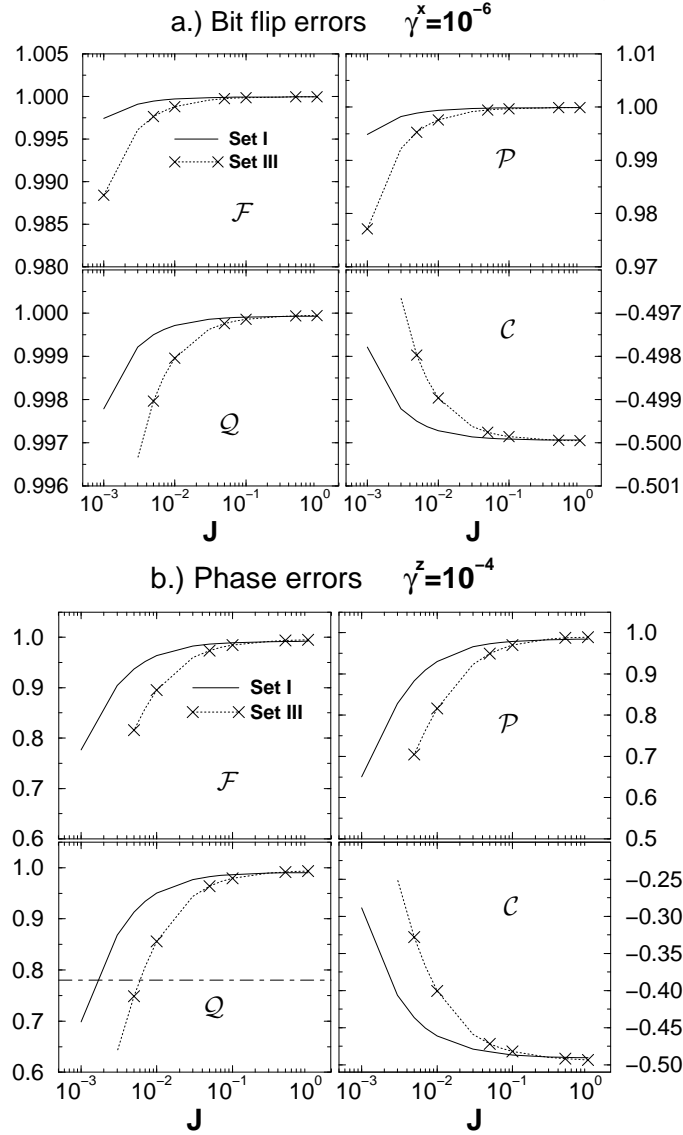 a.) Bit flip errors γ^x=10^−6
1.005
1.000
0.995
0.990
0.985
0.980
Set I
Set III
ℱ
1.01
1.00
0.99
0.98
0.97
𝒫
1.000
0.999
0.998
0.997
0.996
𝒬
−0.497
−0.498
−0.499
−0.500
−0.501
𝒞
10^−3 10^−2 10^−1 10^0
10^−3 10^−2 10^−1 10^0
J J
b.) Phase errors γ^z=10^−4
1.0
0.9
0.8
0.7
0.6
Set I
Set III
ℱ
1.0
0.9
0.8
0.7
0.6
0.5
𝒫
1.0
0.9
0.8
0.7
0.6
𝒬
−0.25
−0.30
−0.35
−0.40
−0.45
−0.50
𝒞
10^−3 10^−2 10^−1 10^0
10^−3 10^−2 10^−1 10^0
J J